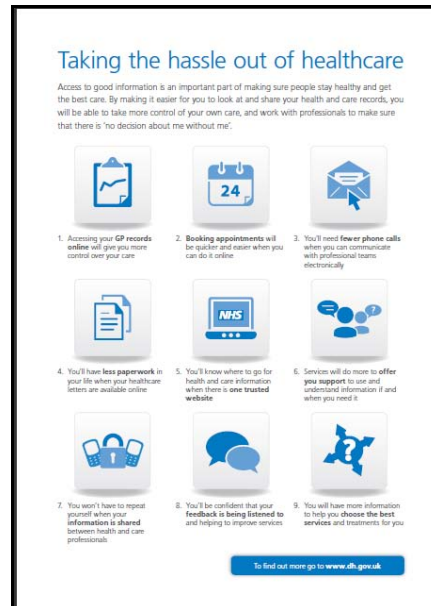 Taking the hassle out of healthcare
Access to good information is an important part of making sure people stay healthy and get
the best care. By making it easier for you to look at and share your health and care records, you
will be able to take more control of your own care, and work with professionals to make sure
that there is ‘no decision about me without me’.
24
1. Accessing your GP records
online will give you more
control over your care
2. Booking appointments will
be quicker and easier when you
can do it online
3. You'll need fewer phone calls
when you can communicate
with professional teams
electronically
NHS
?
4. You'll have less paperwork in
your life when your healthcare
letters are available online
5. You'll know where to go for
health and care information
when there is one trusted
website
6. Services will do more to offer
you support to use and
understand information if and
when you need it
?
7. You won't have to repeat
yourself when your
information is shared
between health and care
professionals
8. You'll be confident that your
feedback is being listened to
and helping to improve services
9. You will have more information
to help you choose the best
services and treatments for you
To find out more go to www.dh.gov.uk